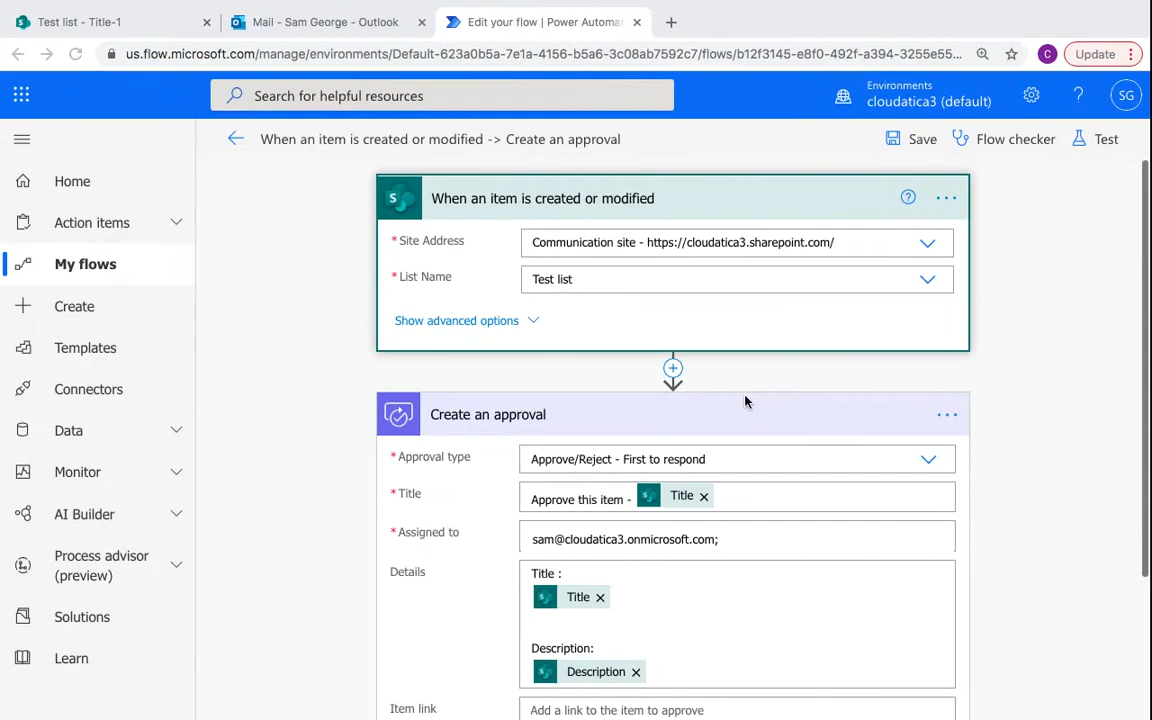 Test list - Title-1
Mail - Sam George - Outlook
Edit your flow | Power Automat
us.flow.microsoft.com/manage/environments/Default-623a0b5a-7e1a-4156-b5a6-3c08ab7592c7/flows/b12f3145-e8f0-492f-a394-3255e55...
C
Update
Search for helpful resources
Environments
cloudatica3 (default)
?
SG
When an item is created or modified -> Create an approval
Save
Flow checker
Test
Home
Action items
My flows
Create
Templates
Connectors
Data
Monitor
AI Builder
Process advisor
(preview)
Solutions
Learn
S
When an item is created or modified
?
...
*Site Address
Communication site - https://cloudatica3.sharepoint.com/
*List Name
Test list
Show advanced options
Create an approval
...
*Approval type
Approve/Reject - First to respond
*Title
Approve this item - Title
*Assigned to
sam@cloudatica3.onmicrosoft.com;
Details
Title :
Title
Description:
Description
Item link
Add a link to the item to approve